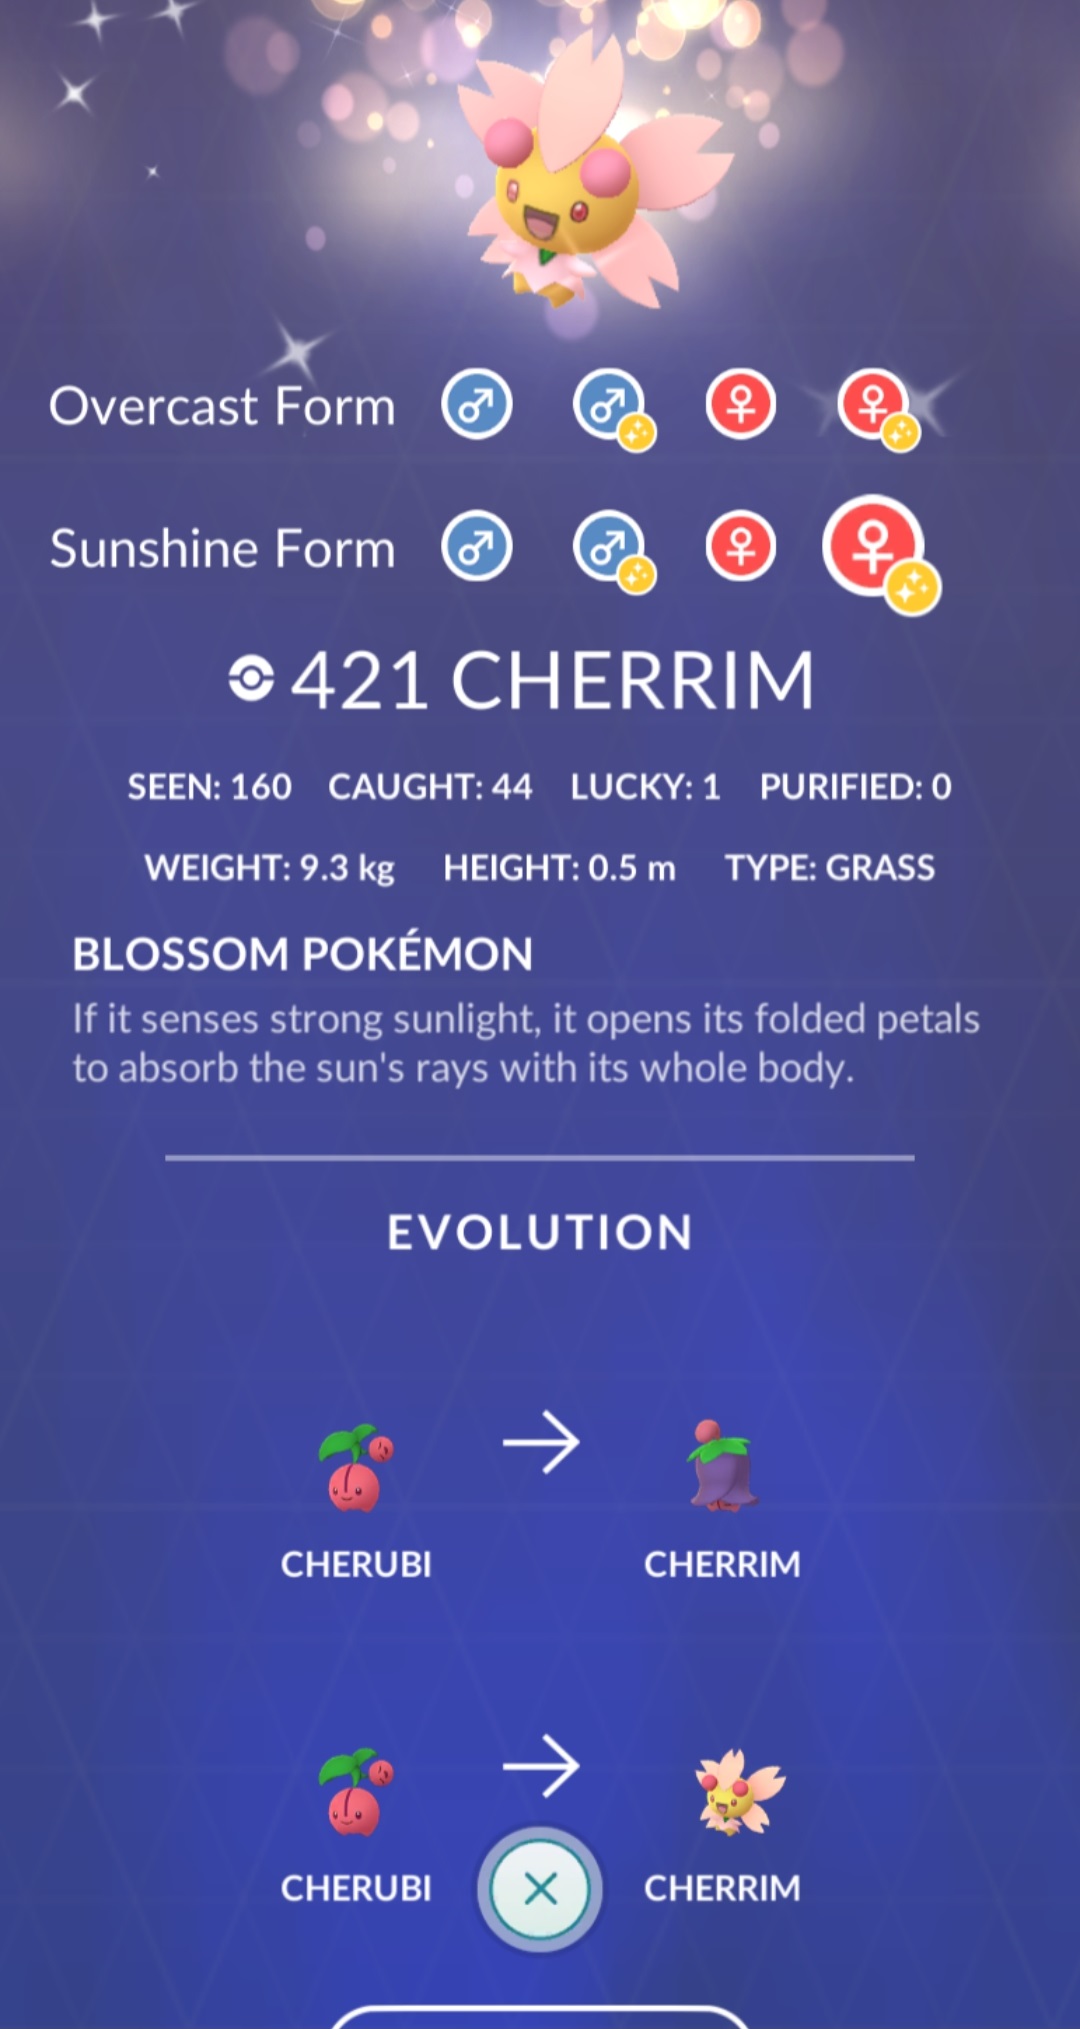 Overcast Form
Sunshine Form
421 CHERRIM
SEEN: 160 CAUGHT: 44 LUCKY: 1 PURIFIED: 0
WEIGHT: 9.3 kg HEIGHT: 0.5 m TYPE: GRASS
BLOSSOM POKÉMON
If it senses strong sunlight, it opens its folded petals
to absorb the sun's rays with its whole body.
EVOLUTION
CHERUBI CHERRIM
CHERUBI CHERRIM